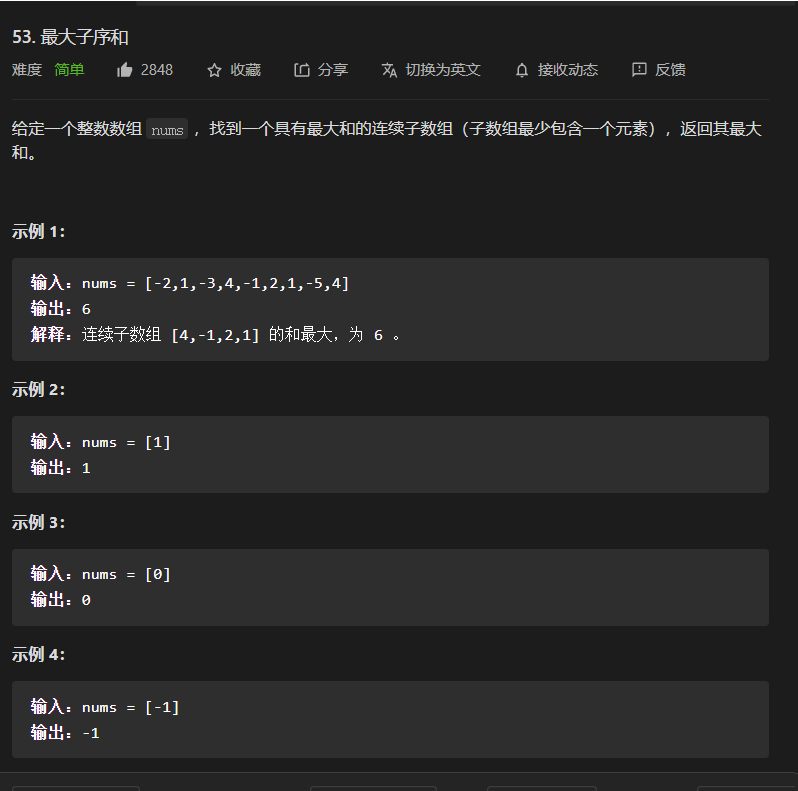 53. 最大子序和
难度 简单 2848 收藏 分享 切换为英文 接收动态 反馈
给定一个整数数组 nums ，找到一个具有最大和的连续子数组（子数组最少包含一个元素），返回其最大
和。
示例 1：
输入：nums = [-2,1,-3,4,-1,2,1,-5,4]
输出：6
解释：连续子数组 [4,-1,2,1] 的和最大，为 6 。
示例 2：
输入：nums = [1]
输出：1
示例 3：
输入：nums = [0]
输出：0
示例 4：
输入：nums = [-1]
输出：-1